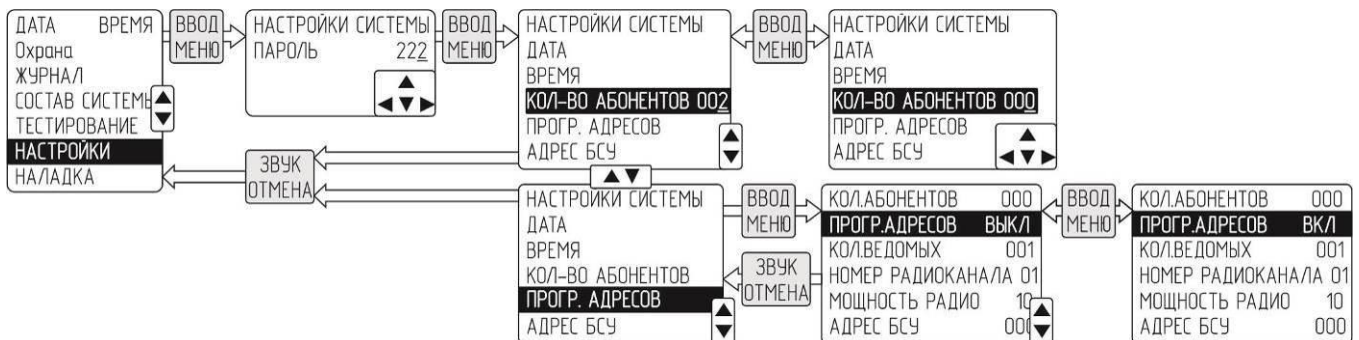 ДАТА ВРЕМЯ
Охрана
ЖУРНАЛ
СОСТАВ СИСТЕМЫ
ТЕСТИРОВАНИЕ
НАСТРОЙКИ
НАЛАДКА
ВВОД
МЕНЮ
НАСТРОЙКИ СИСТЕМЫ
ПАРОЛЬ 222
ВВОД
МЕНЮ
НАСТРОЙКИ СИСТЕМЫ
ДАТА
ВРЕМЯ
КОЛ-ВО АБОНЕНТОВ 002
ПРОГР. АДРЕСОВ
АДРЕС БСУ
ВВОД
МЕНЮ
НАСТРОЙКИ СИСТЕМЫ
ДАТА
ВРЕМЯ
КОЛ-ВО АБОНЕНТОВ 000
ПРОГР. АДРЕСОВ
АДРЕС БСУ
ЗВУК
ОТМЕНА
НАСТРОЙКИ СИСТЕМЫ
ДАТА
ВРЕМЯ
КОЛ-ВО АБОНЕНТОВ
ПРОГР. АДРЕСОВ
АДРЕС БСУ
ВВОД
МЕНЮ
ЗВУК
ОТМЕНА
КОЛ.АБОНЕНТОВ 000
ПРОГР.АДРЕСОВ ВЫКЛ
КОЛ.ВЕДОМЫХ 001
НОМЕР РАДИОКАНАЛА 01
МОЩНОСТЬ РАДИО 10
АДРЕС БСУ 000
ВВОД
МЕНЮ
КОЛ.АБОНЕНТОВ 000
ПРОГР.АДРЕСОВ ВКЛ
КОЛ.ВЕДОМЫХ 001
НОМЕР РАДИОКАНАЛА 01
МОЩНОСТЬ РАДИО 10
АДРЕС БСУ 000